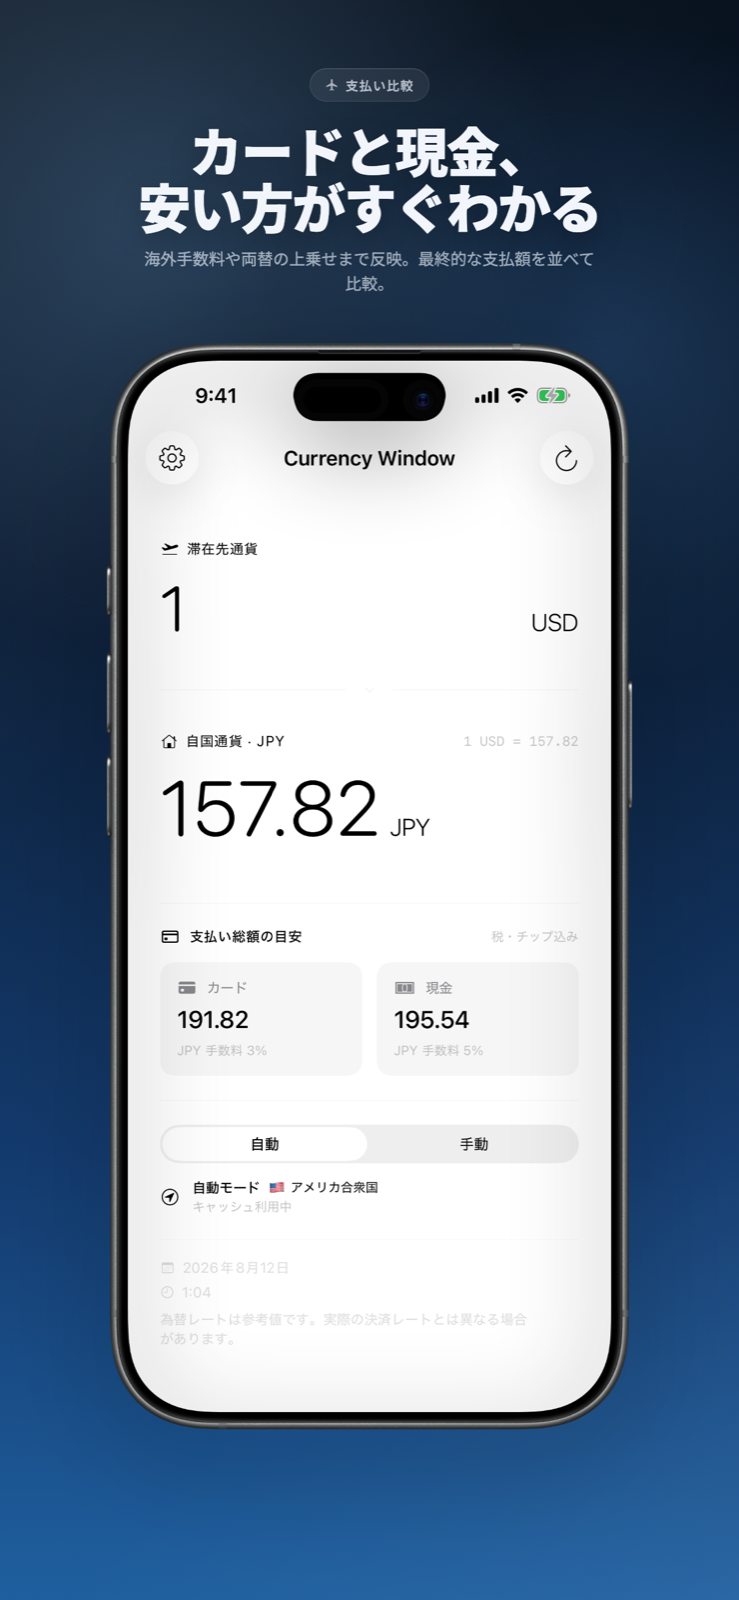 支払い比較
カードと現金、
安い方がすぐわかる
海外手数料や両替の上乗せまで反映。最終的な支払額を並べて
比較。
9:41
Currency Window
滞在先通貨
1 USD
自国通貨 · JPY 1 USD = 157.82
157.82 JPY
支払い総額の目安 税・チップ込み
カード 現金
191.82 195.54
JPY 手数料 3% JPY 手数料 5%
自動 手動
自動モード 🇺🇸 アメリカ合衆国
キャッシュ利用中
2026年8月12日
1:04
為替レートは参考値です。実際の決済レートとは異なる場合
があります。